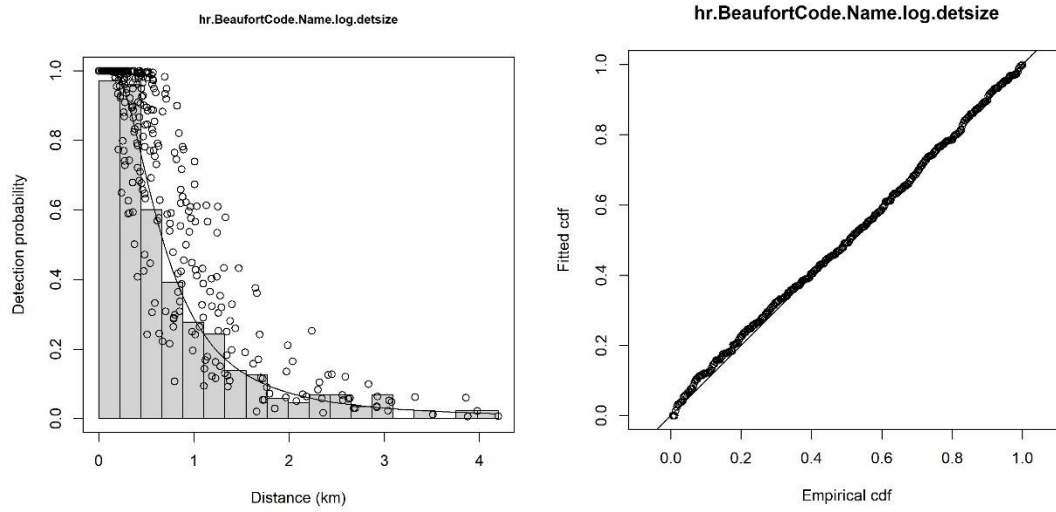 hr.BeaufortCode.Name.log.detsize
Detection probability
1.0
0.8
0.6
0.4
0.2
0.0
0 1 2 3 4
Distance (km)
hr.BeaufortCode.Name.log.detsize
Fitted cdf
1.0
0.8
0.6
0.4
0.2
0.0
0.0 0.2 0.4 0.6 0.8 1.0
Empirical cdf